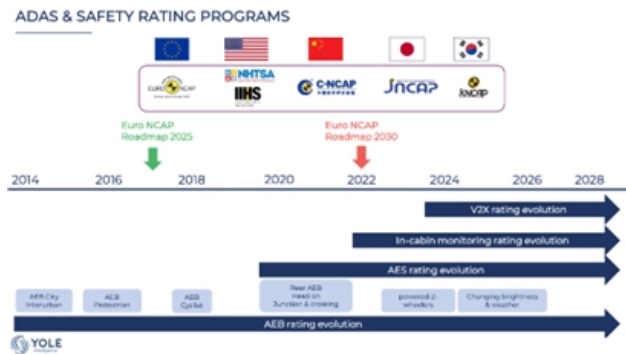 ADAS & SAFETY RATING PROGRAMS
EURO NCAP
NHTSA
IIHS
C-NCAP
JNCAP
KNCAP
Euro NCAP
Roadmap 2025
Euro NCAP
Roadmap 2030
2014 2016 2018 2020 2022 2024 2026 2028
V2X rating evolution
In-cabin monitoring rating evolution
AES rating evolution
AEB City
Interurban
AEB
Pedestrian
AEB
Cyclist
Rear AEB
Head on
Junction & crossing
powered-2-
wheelers
Changing brightness
& weather
AEB rating evolution
YOLE
Intelligence